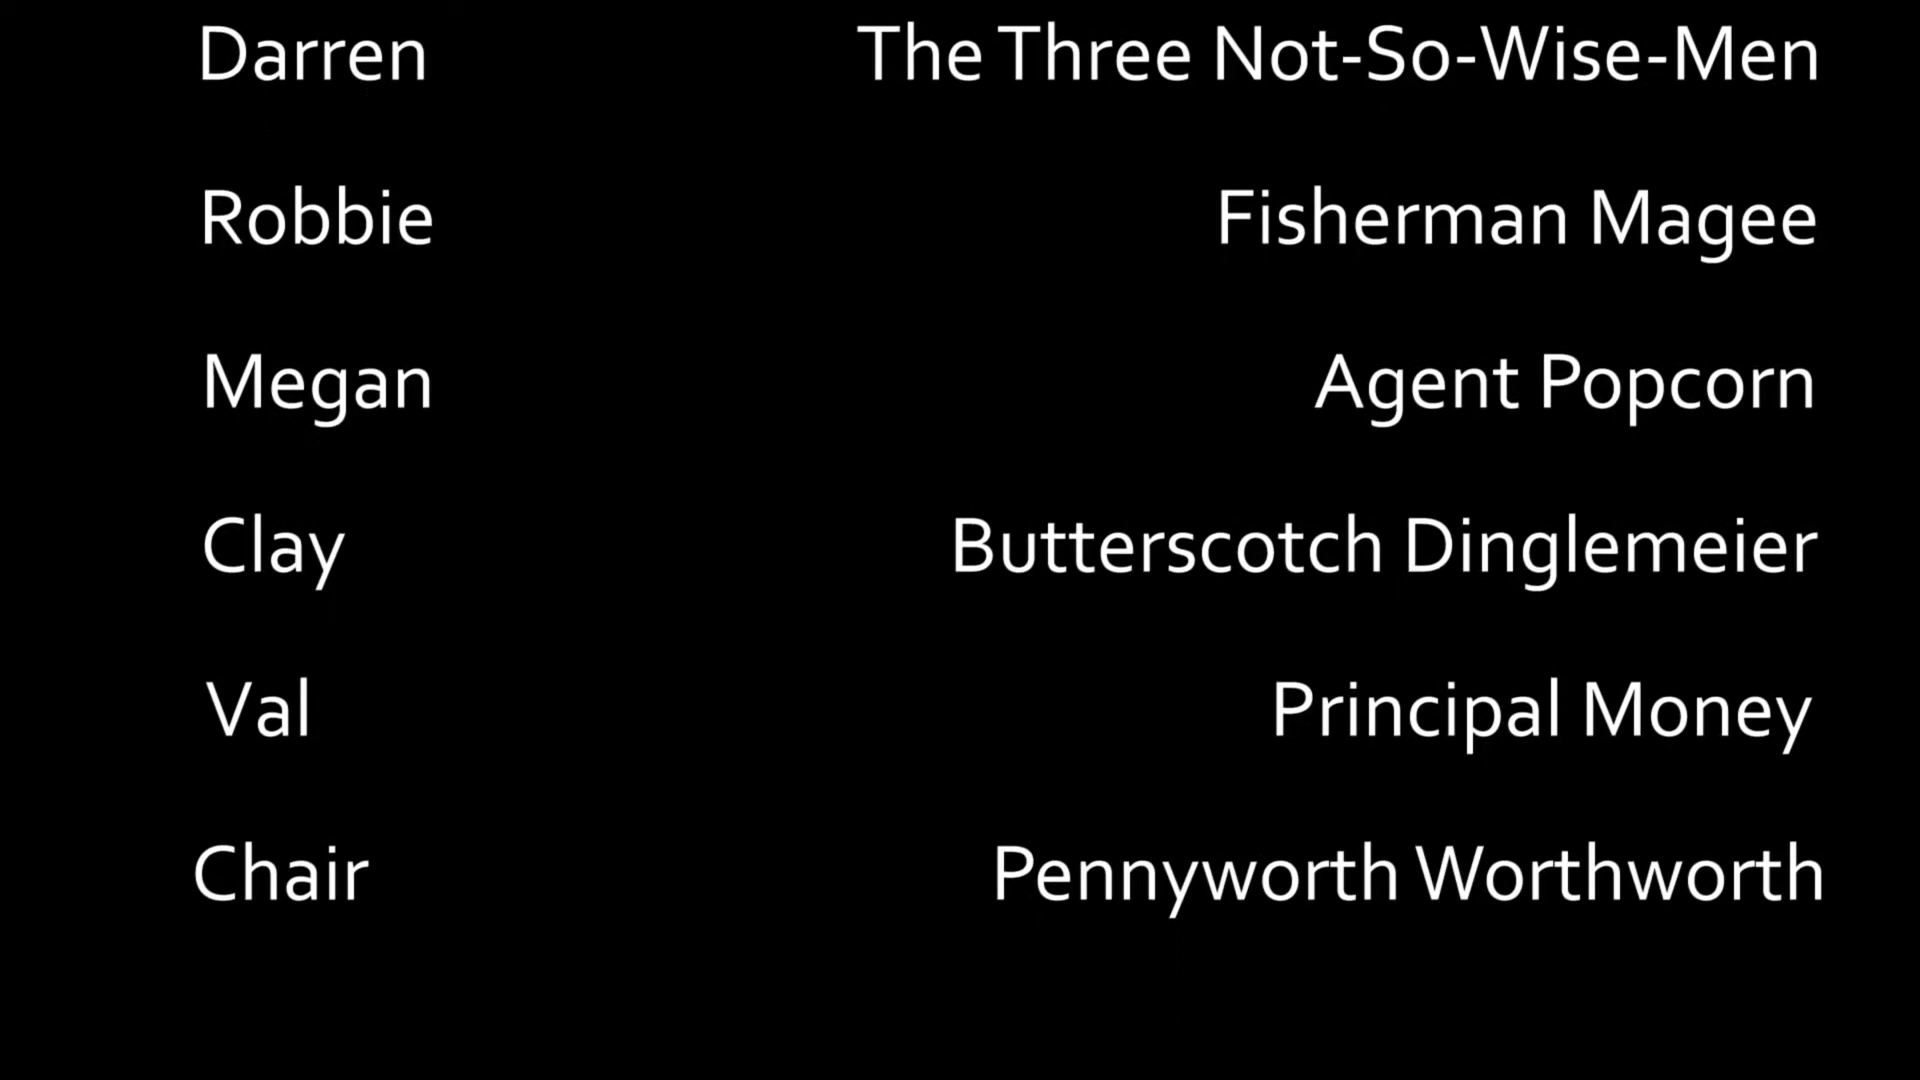 Darren The Three Not-So-Wise-Men
Robbie Fisherman Magee
Megan Agent Popcorn
Clay Butterscotch Dinglemeier
Val Principal Money
Chair Pennyworth Worthworth